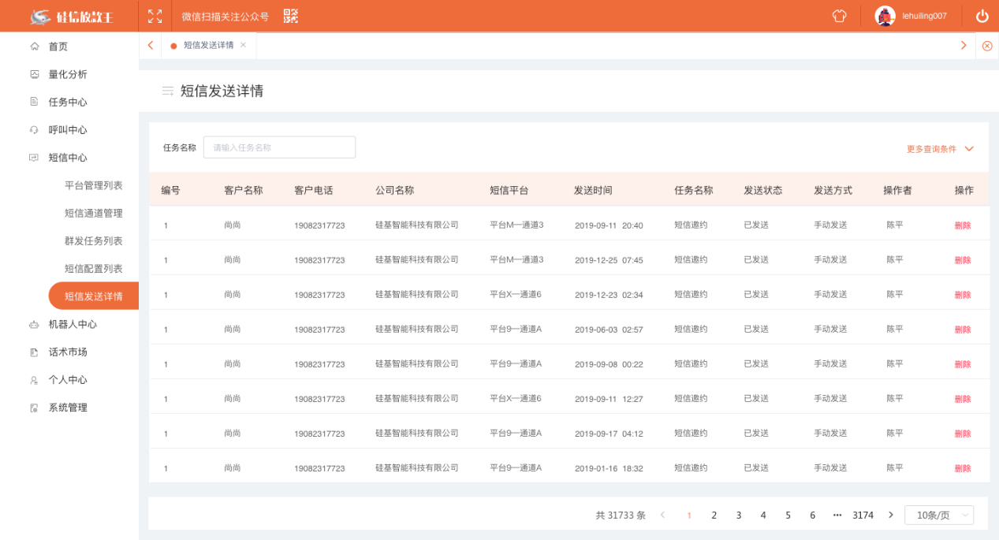 硅信放款王 微信扫描关注公众号 lehuiling007
首页
量化分析
任务中心
呼叫中心
短信中心
平台管理列表
短信通道管理
群发任务列表
短信配置列表
短信发送详情
机器人中心
话术市场
个人中心
系统管理
短信发送详情 ×
短信发送详情
任务名称 请输入任务名称 更多查询条件
编号 客户名称 客户电话 公司名称 短信平台 发送时间 任务名称 发送状态 发送方式 操作者 操作
1 尚尚 19082317723 硅基智能科技有限公司 平台M—通道3 2019-09-11 20:40 短信邀约 已发送 手动发送 陈平 删除
1 尚尚 19082317723 硅基智能科技有限公司 平台M—通道3 2019-12-25 07:45 短信邀约 已发送 手动发送 陈平 删除
1 尚尚 19082317723 硅基智能科技有限公司 平台X—通道6 2019-12-23 02:34 短信邀约 已发送 手动发送 陈平 删除
1 尚尚 19082317723 硅基智能科技有限公司 平台9—通道A 2019-06-03 02:57 短信邀约 已发送 手动发送 陈平 删除
1 尚尚 19082317723 硅基智能科技有限公司 平台9—通道A 2019-09-08 00:22 短信邀约 已发送 手动发送 陈平 删除
1 尚尚 19082317723 硅基智能科技有限公司 平台X—通道6 2019-09-11 12:27 短信邀约 已发送 手动发送 陈平 删除
1 尚尚 19082317723 硅基智能科技有限公司 平台9—通道A 2019-09-17 04:12 短信邀约 已发送 手动发送 陈平 删除
1 尚尚 19082317723 硅基智能科技有限公司 平台9—通道A 2019-01-16 18:32 短信邀约 已发送 手动发送 陈平 删除
共 31733 条 1 2 3 4 5 6 ••• 3174 10条/页